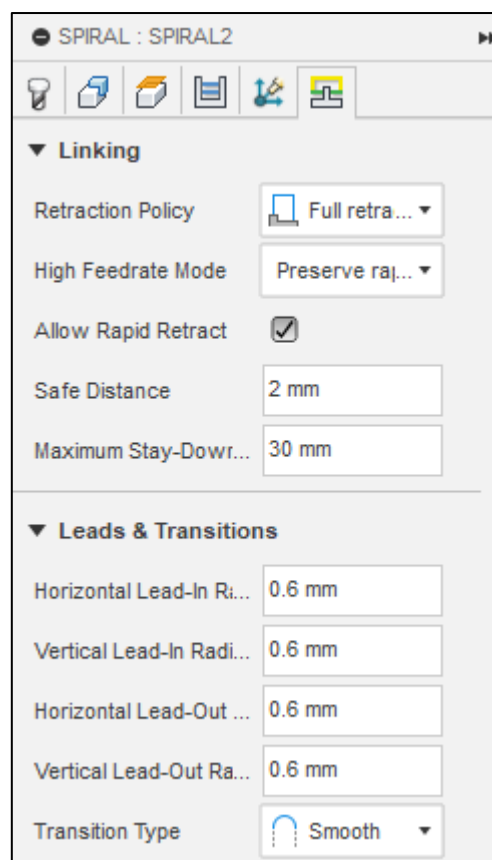 SPIRAL : SPIRAL2
Linking
Retraction Policy Full retra...
High Feedrate Mode Preserve rap...
Allow Rapid Retract
Safe Distance 2 mm
Maximum Stay-Down... 30 mm
Leads & Transitions
Horizontal Lead-In Ra... 0.6 mm
Vertical Lead-In Radi... 0.6 mm
Horizontal Lead-Out ... 0.6 mm
Vertical Lead-Out Ra... 0.6 mm
Transition Type Smooth